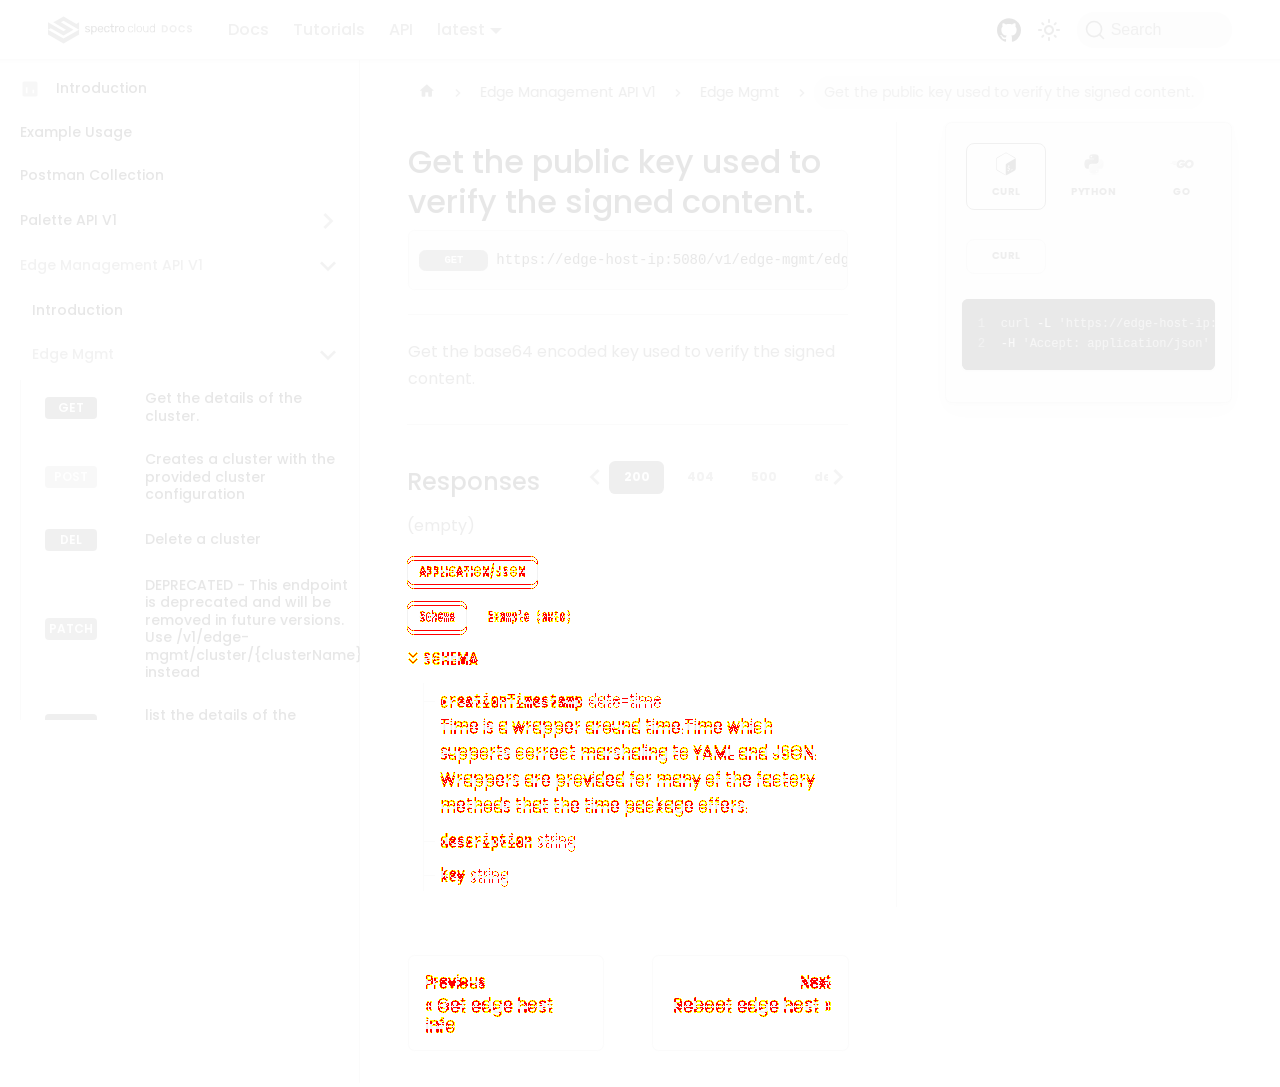 spectro cloud DOCS
Docs Tutorials API latest
Search
Introduction
Example Usage
Postman Collection
Palette API V1
Edge Management API V1
Introduction
Edge Mgmt
GET Get the details of the cluster.
POST Creates a cluster with the provided cluster configuration
DEL Delete a cluster
PATCH DEPRECATED - This endpoint is deprecated and will be removed in future versions. Use /v1/edge-mgmt/cluster/{clusterName} instead
list the details of the
Edge Management API V1 > Edge Mgmt > Get the public key used to verify the signed content.
Get the public key used to
verify the signed content.
GET https://edge-host-ip:5080/v1/edge-mgmt/edg
Get the base64 encoded key used to verify the signed
content.
Responses
200 404 500
(empty)
APPLICATION/JSON
Schema Example (auto)
SCHEMA
creationTimestamp date-time
Time is a wrapper around time.Time which
supports correct marshaling to YAML and JSON.
Wrappers are provided for many of the factory
methods that the time package offers.
description string
key string
Previous
« Get edge host
info
Next
Reboot edge host »
CURL PYTHON GO
CURL
1 curl -L 'https://edge-host-ip:
2 -H 'Accept: application/json'